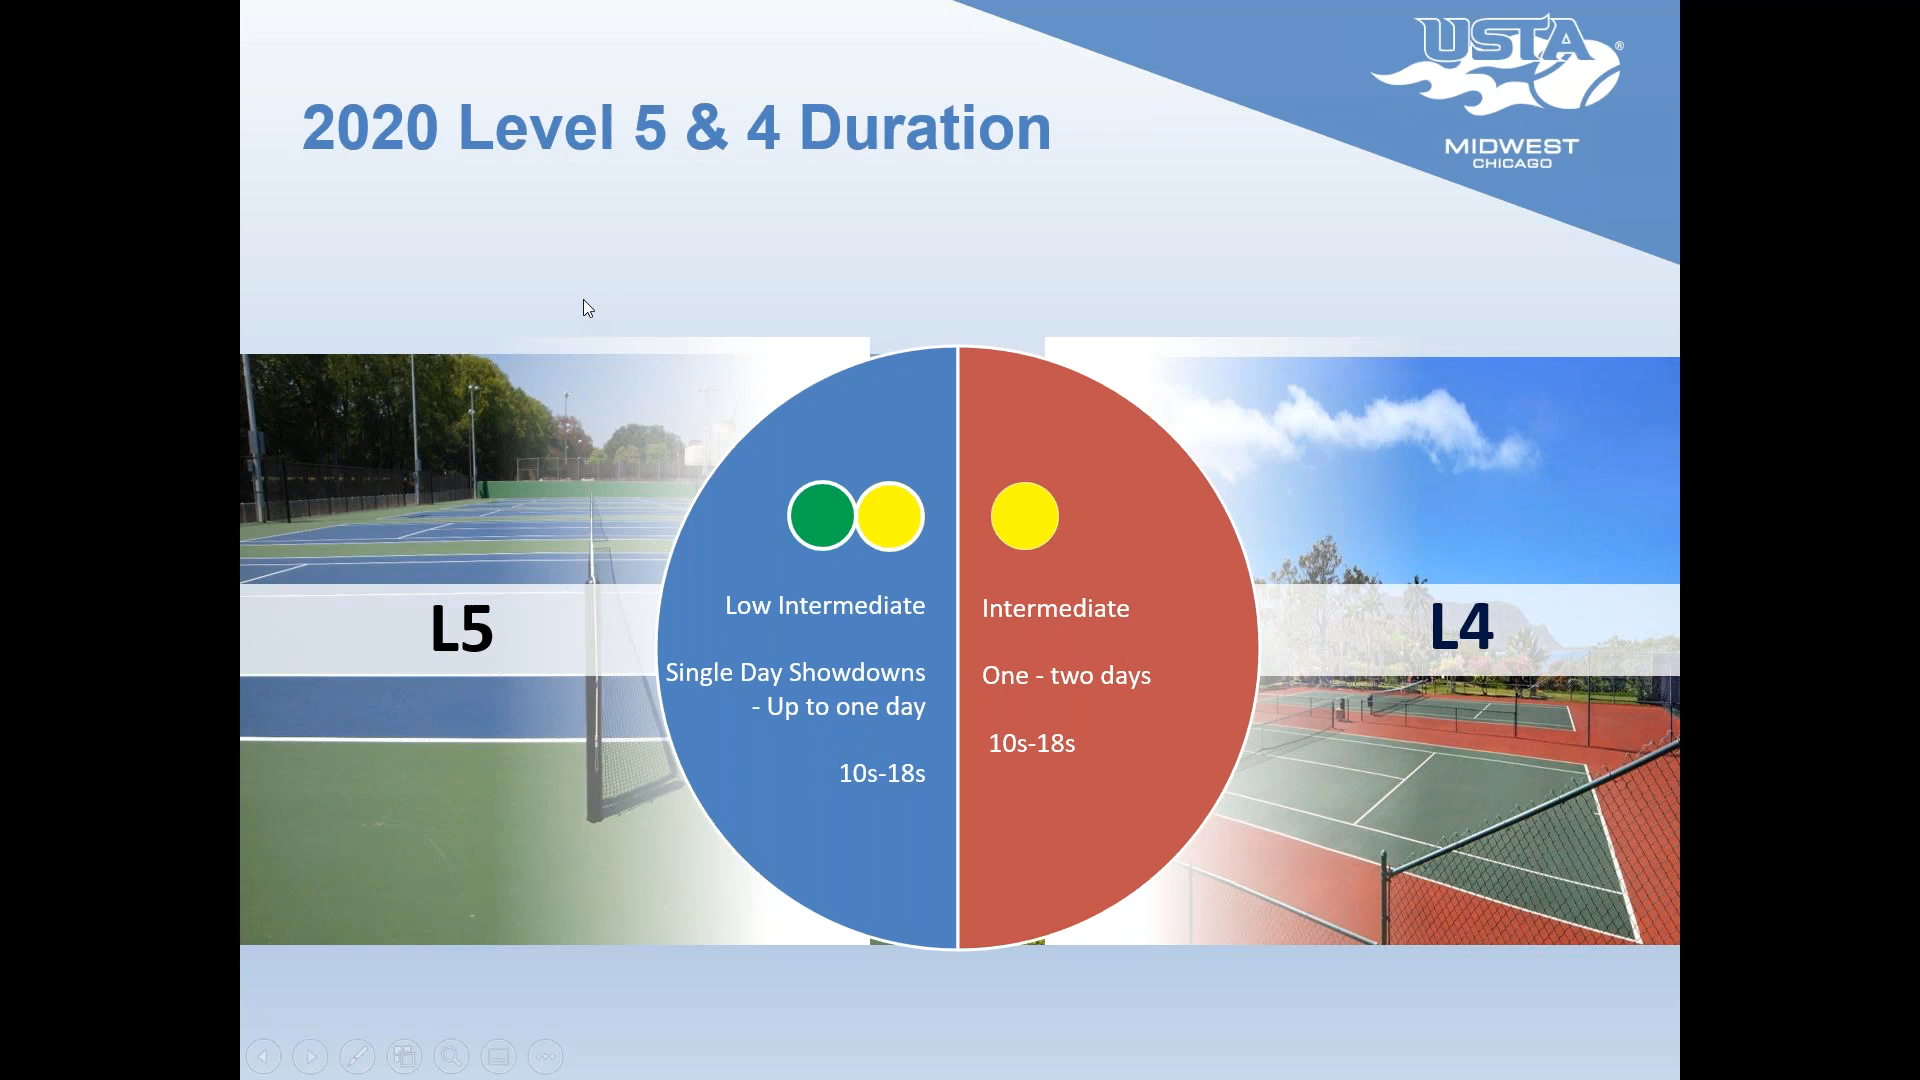 2020 Level 5 & 4 Duration
USTA®
MIDWEST
CHICAGO
L5
Low Intermediate
Single Day Showdowns
- Up to one day
10s-18s
Intermediate
One - two days
10s-18s
L4